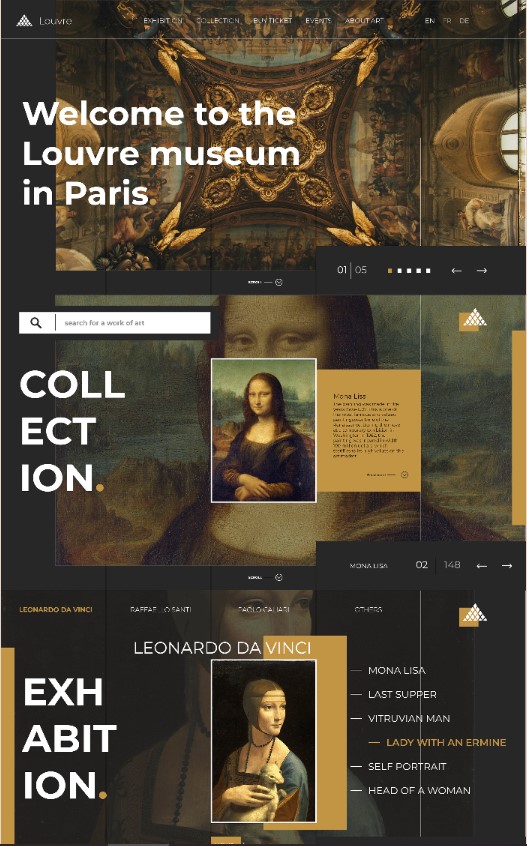 Louvre
EXHIBITION COLLECTION BUY TICKET EVENTS ABOUT ART
EN FR DE
Welcome to the
Louvre museum
in Paris.
01 05
SCROLL
search for a work of art
COLL
ECT
ION.
Mona Lisa
MONA LISA 02 148
SCROLL
LEONARDO DA VINCI RAFFAELLO SANTI PAOLO CALIARI OTHERS
LEONARDO DA VINCI
EXH
ABIT
ION.
MONA LISA
LAST SUPPER
VITRUVIAN MAN
LADY WITH AN ERMINE
SELF PORTRAIT
HEAD OF A WOMAN